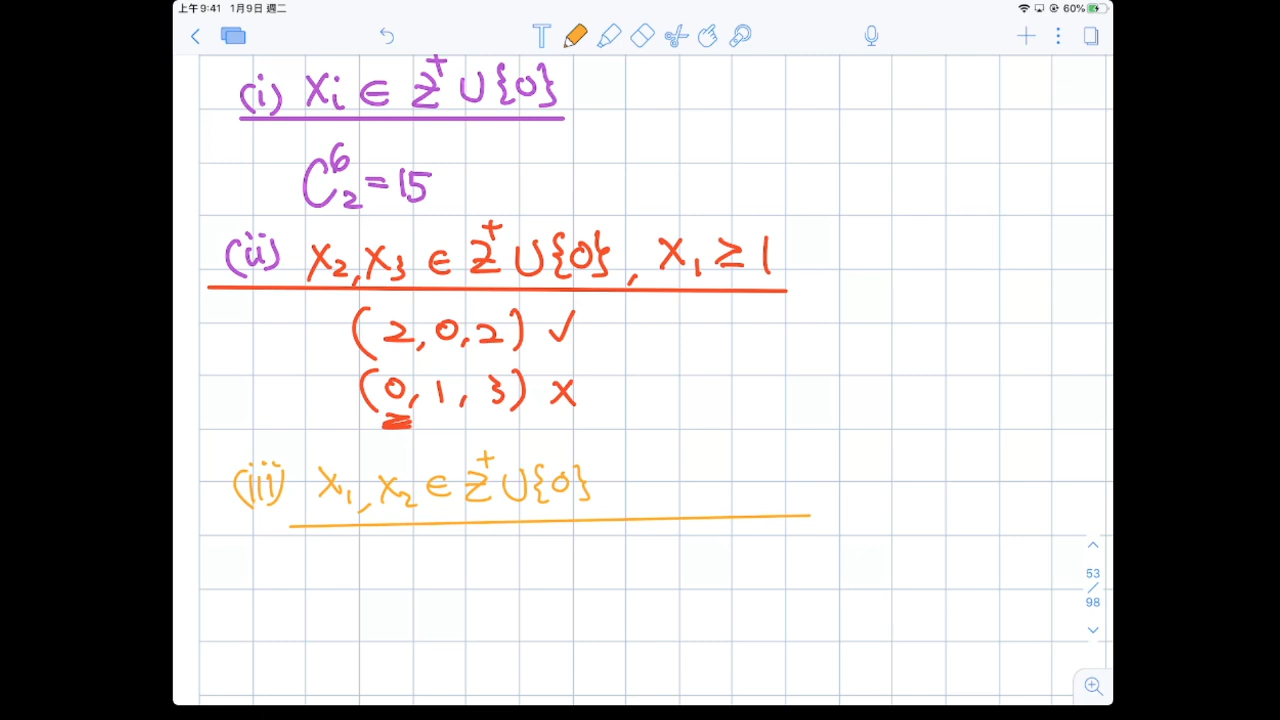 上午9:41 1月9日 週二
60%
T
(i) Xi ∈ Z⁺ ∪ {0}
C⁶₂ = 15
(ii) X₂, X₃ ∈ Z⁺ ∪ {0}, X₁ ≥ 1
(2, 0, 2) ✓
(0, 1, 3) ×
(iii) X₁, X₂ ∈ Z⁺ ∪ {0}
53
/
98